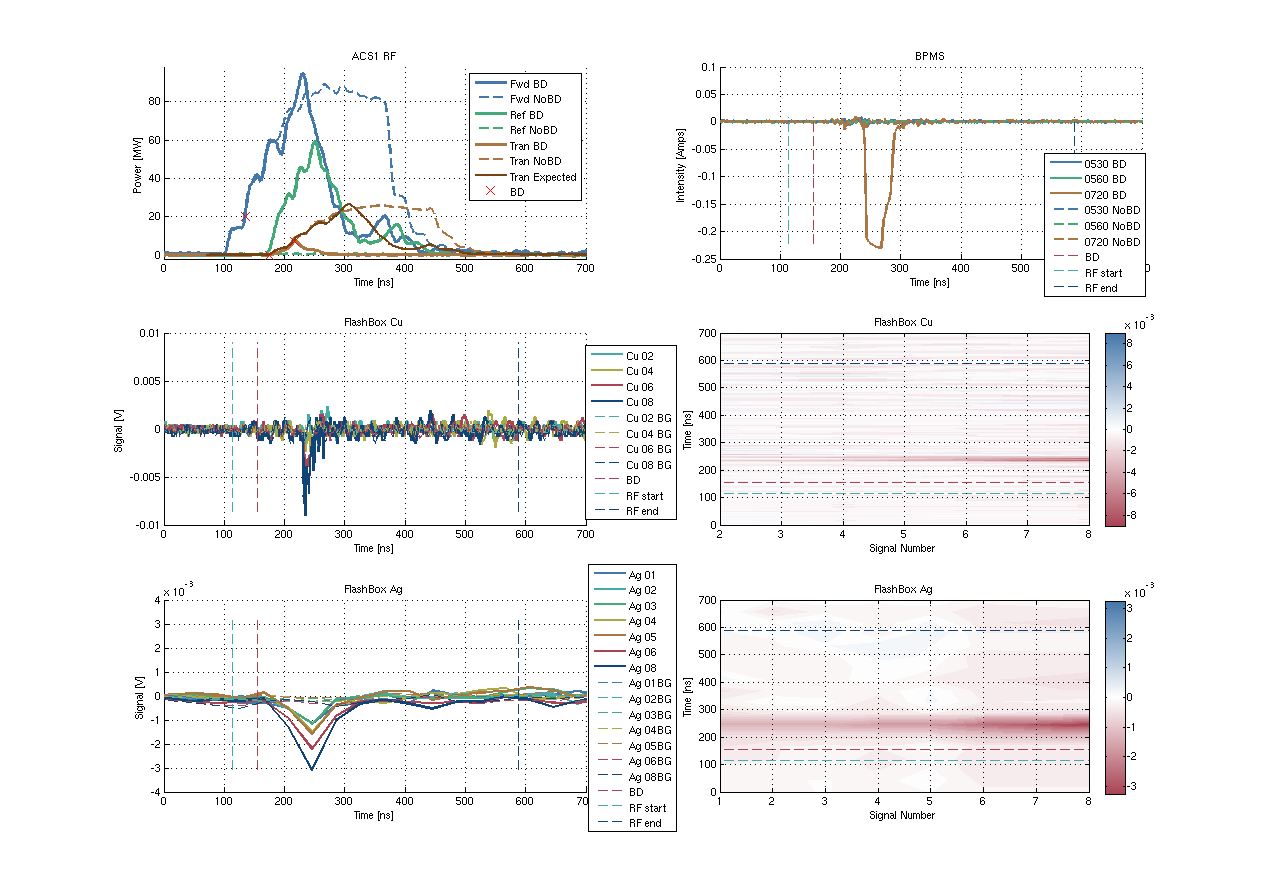 ACS1 RF
Power [MW]
80
60
40
20
0
0 100 200 300 400 500 600 700
Time [ns]
Fwd BD
Fwd NoBD
Ref BD
Ref NoBD
Tran BD
Tran NoBD
Tran Expected
BD
BPMS
Intensity [Amps]
0.1
0.05
0
-0.05
-0.1
-0.15
-0.2
-0.25
0 100 200 300 400 500 0
Time [ns]
0530 BD
0560 BD
0720 BD
0530 NoBD
0560 NoBD
0720 NoBD
BD
RF start
RF end
FlashBox Cu
Signal [V]
0.01
0.005
0
-0.005
-0.01
0 100 200 300 400 500 600 700
Time [ns]
Cu 02
Cu 04
Cu 06
Cu 08
Cu 02 BG
Cu 04 BG
Cu 06 BG
Cu 08 BG
BD
RF start
RF end
FlashBox Cu
Time [ns]
700
600
500
400
300
200
100
0
2 3 4 5 6 7 8
Signal Number
x 10-3
8
6
4
2
0
-2
-4
-6
-8
FlashBox Ag
x 10-3
Signal [V]
4
3
2
1
0
-1
-2
-3
-4
0 100 200 300 400 500 600 700
Time [ns]
Ag 01
Ag 02
Ag 03
Ag 04
Ag 05
Ag 06
Ag 08
Ag 01BG
Ag 02BG
Ag 03BG
Ag 04BG
Ag 05BG
Ag 06BG
Ag 08BG
BD
RF start
RF end
FlashBox Ag
Time [ns]
700
600
500
400
300
200
100
0
1 2 3 4 5 6 7 8
Signal Number
x 10-3
3
2
1
0
-1
-2
-3